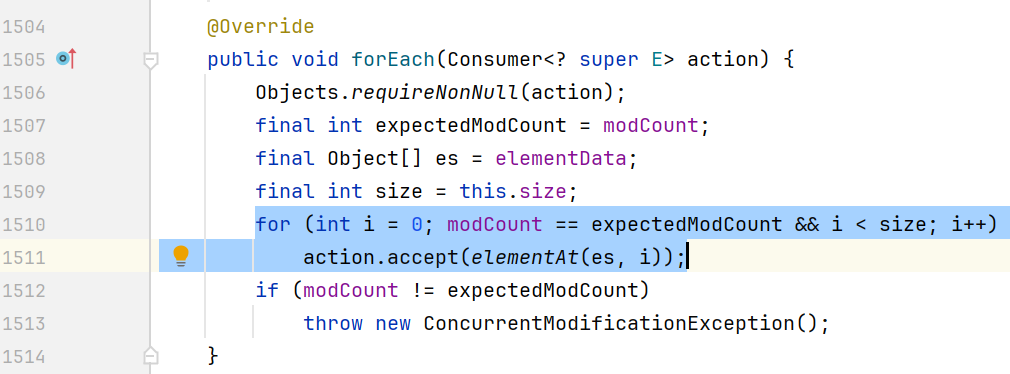 1504 @Override
1505 public void forEach(Consumer<? super E> action) {
1506 Objects.requireNonNull(action);
1507 final int expectedModCount = modCount;
1508 final Object[] es = elementData;
1509 final int size = this.size;
1510 for (int i = 0; modCount == expectedModCount && i < size; i++)
1511 action.accept(elementAt(es, i));
1512 if (modCount != expectedModCount)
1513 throw new ConcurrentModificationException();
1514 }